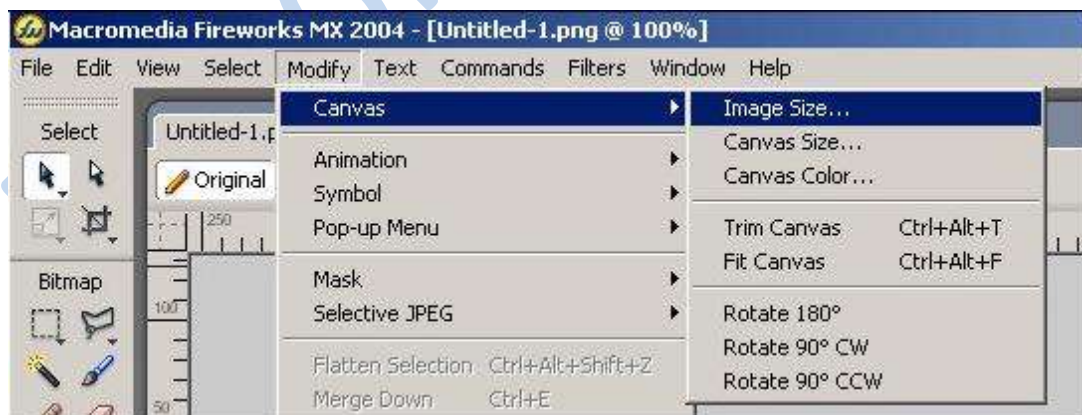 Macromedia Fireworks MX 2004 - [Untitled-1.png @ 100%]
File Edit View Select Modify Text Commands Filters Window Help
Select
Untitled-1.p
Original
250
Bitmap
100
50
Canvas
Animation
Symbol
Pop-up Menu
Mask
Selective JPEG
Flatten Selection Ctrl+Alt+Shift+Z
Merge Down Ctrl+E
Image Size...
Canvas Size...
Canvas Color...
Trim Canvas Ctrl+Alt+T
Fit Canvas Ctrl+Alt+F
Rotate 180°
Rotate 90° CW
Rotate 90° CCW